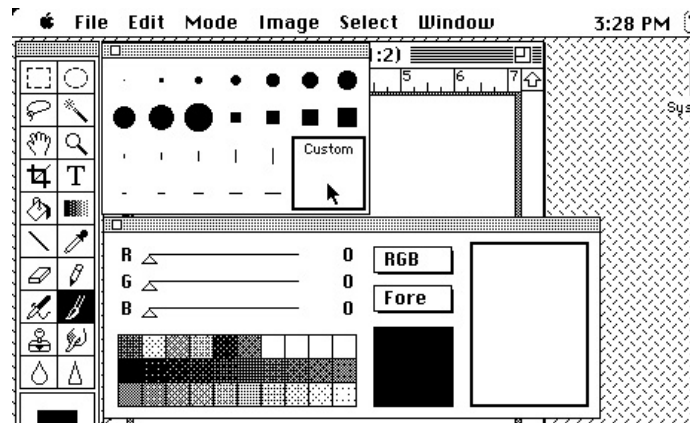 File Edit Mode Image Select Window 3:28 PM
:2)
5 6 7
Sys
Custom
T
R 0 RGB
G 0
B 0 Fore